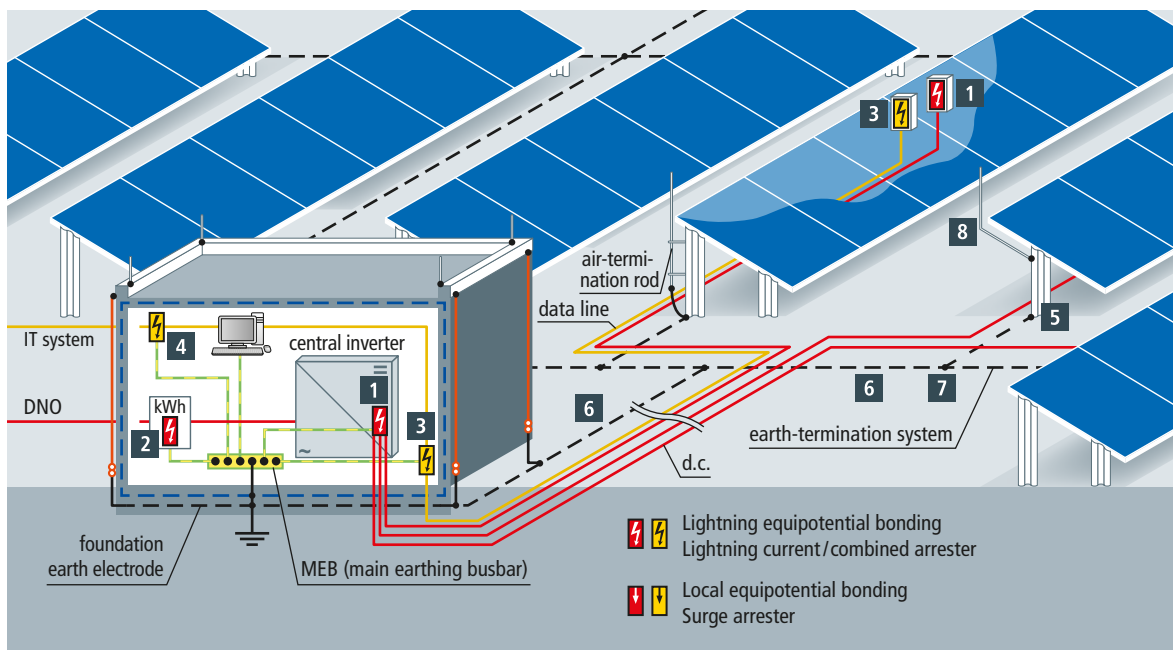 1
3
8
air-termi-
nation rod
data line
5
IT system
4
central inverter
1
6
7
DNO
kWh
2
3
6
earth-termination system
d.c.
foundation
earth electrode
MEB (main earthing busbar)
Lightning equipotential bonding
Lightning current/combined arrester
Local equipotential bonding
Surge arrester